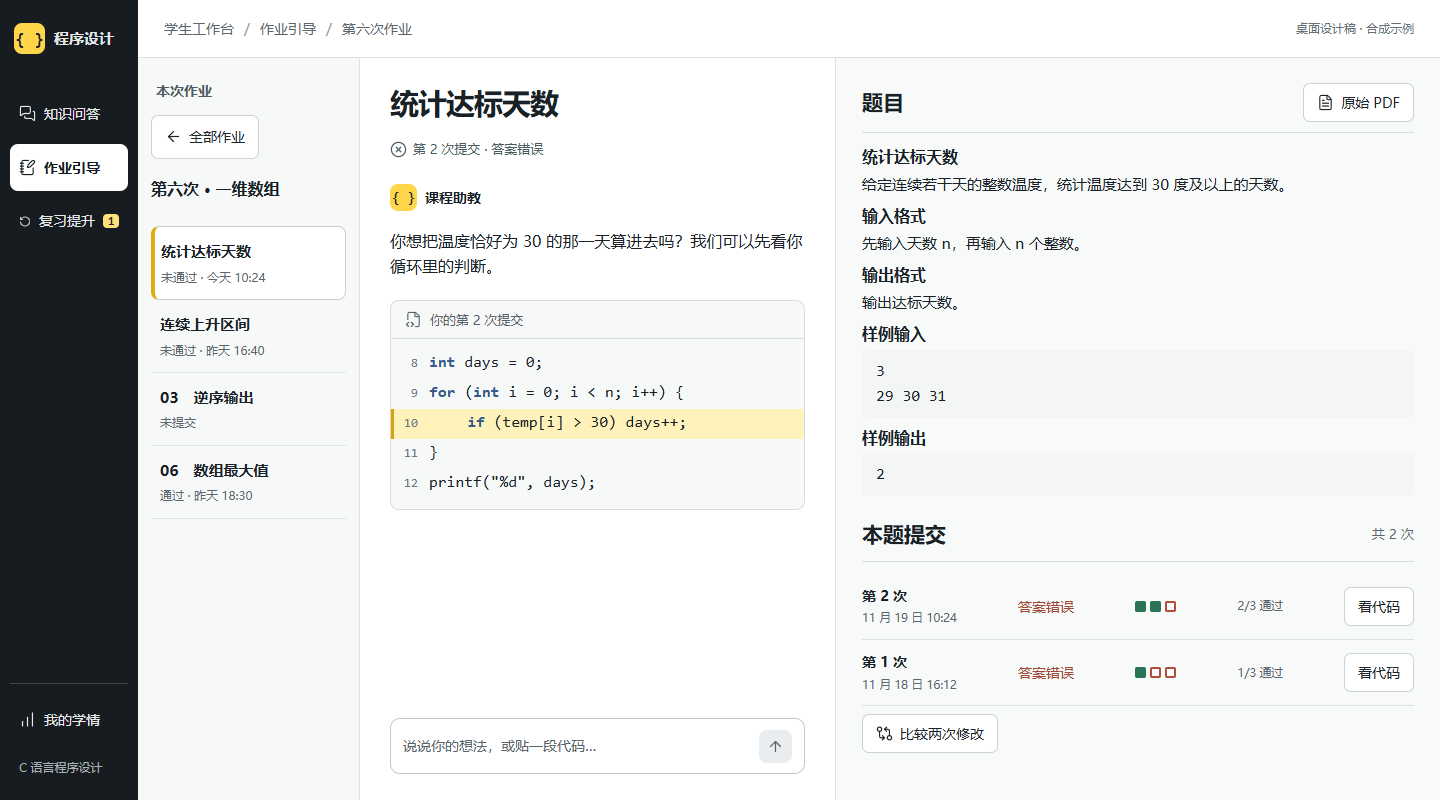 { } 程序设计
知识问答
作业引导
复习提升 1
我的学情
C 语言程序设计
学生工作台 / 作业引导 / 第六次作业
桌面设计稿 · 合成示例
本次作业
← 全部作业
第六次 • 一维数组
统计达标天数
未通过 · 今天 10:24
连续上升区间
未通过 · 昨天 16:40
03 逆序输出
未提交
06 数组最大值
通过 · 昨天 18:30
统计达标天数
第 2 次提交 · 答案错误
{ } 课程助教
你想把温度恰好为 30 的那一天算进去吗？我们可以先看你
循环里的判断。
你的第 2 次提交
8 int days = 0;
9 for (int i = 0; i < n; i++) {
10 if (temp[i] > 30) days++;
11 }
12 printf("%d", days);
说说你的想法，或贴一段代码...
题目
原始 PDF
统计达标天数
给定连续若干天的整数温度，统计温度达到 30 度及以上的天数。
输入格式
先输入天数 n，再输入 n 个整数。
输出格式
输出达标天数。
样例输入
3
29 30 31
样例输出
2
本题提交
共 2 次
第 2 次
11 月 19 日 10:24
答案错误
2/3 通过
看代码
第 1 次
11 月 18 日 16:12
答案错误
1/3 通过
看代码
比较两次修改